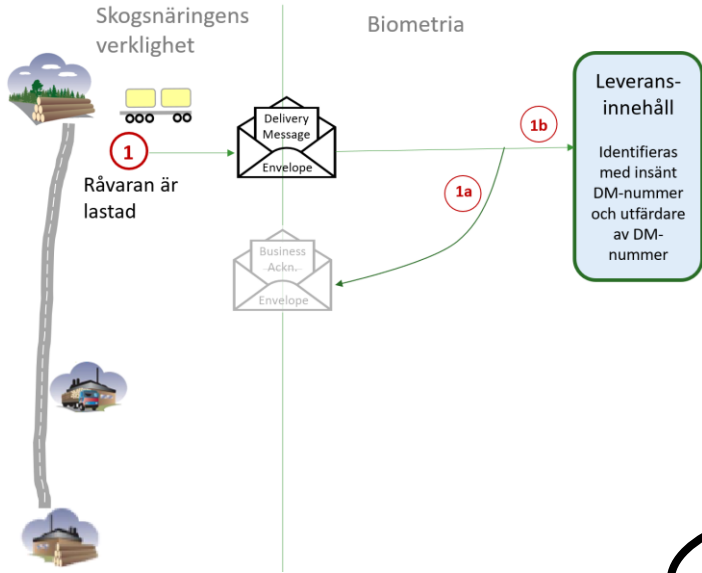 Skogsnäringens
verklighet
Biometria
1
Råvaran är
lastad
Delivery
Message
Envelope
1b
1a
Business
Ackn.
Envelope
Leverans-
innehåll
Identifieras
med insänt
DM-nummer
och utfärdare
av DM-
nummer